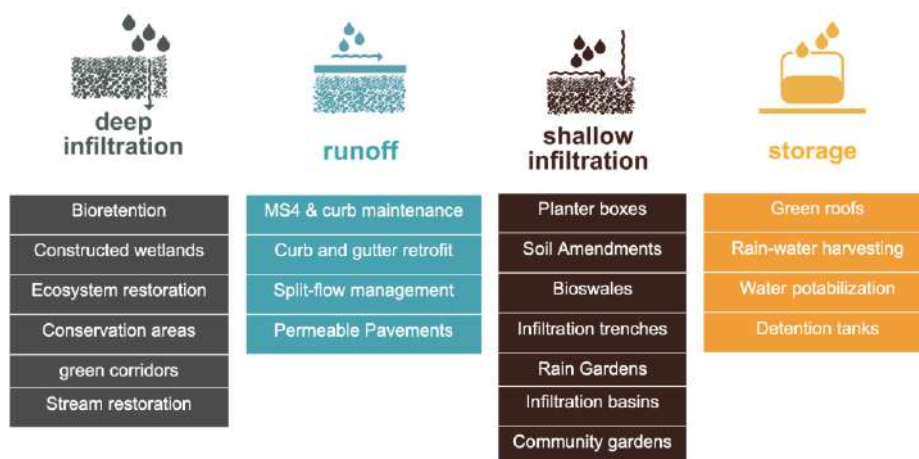 deep
infiltration
Bioretention
Constructed wetlands
Ecosystem restoration
Conservation areas
green corridors
Stream restoration
runoff
MS4 & curb maintenance
Curb and gutter retrofit
Split-flow management
Permeable Pavements
shallow
infiltration
Planter boxes
Soil Amendments
Bioswales
Infiltration trenches
Rain Gardens
Infiltration basins
Community gardens
storage
Green roofs
Rain-water harvesting
Water potabilization
Detention tanks